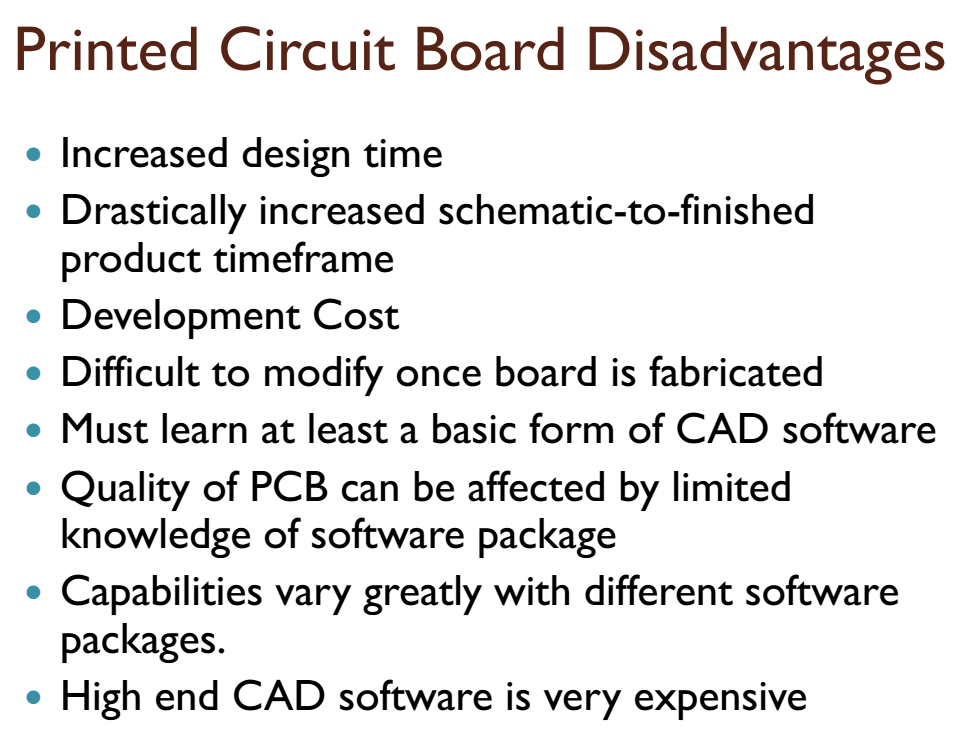 Printed Circuit Board Disadvantages
• Increased design time
• Drastically increased schematic-to-finished
product timeframe
• Development Cost
• Difficult to modify once board is fabricated
• Must learn at least a basic form of CAD software
• Quality of PCB can be affected by limited
knowledge of software package
• Capabilities vary greatly with different software
packages.
• High end CAD software is very expensive